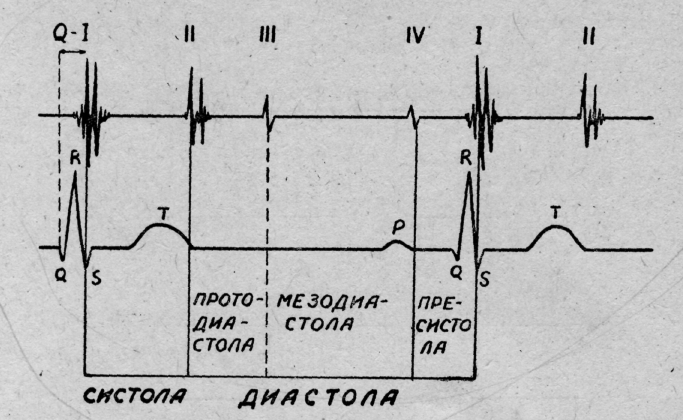 Q-I II III IV I II
R R
T P T
Q S Q S
ПРОТО- МЕЗОДИА- ПРЕ-
ДИА- СТОЛА СИСТО
СТОЛА ЛА
СИСТОЛА ДИАСТОЛА